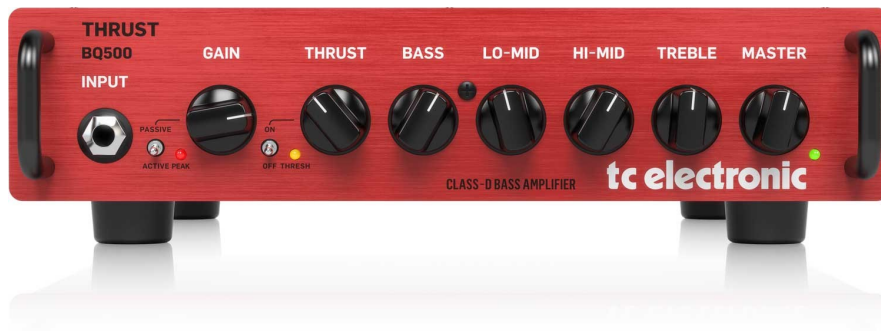 THRUST
BQ500
INPUT
GAIN
THRUST
BASS
LO-MID
HI-MID
TREBLE
MASTER
PASSIVE
ACTIVE PEAK
ON
OFF THRESH
CLASS-D BASS AMPLIFIER
tc electronic